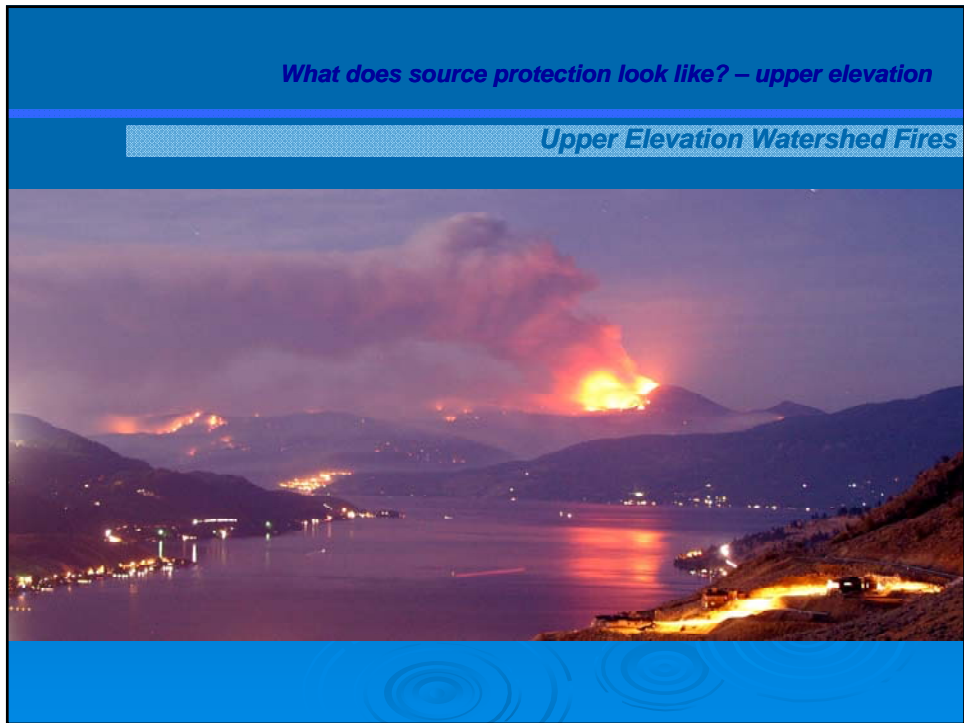 What does source protection look like? – upper elevation
Upper Elevation Watershed Fires